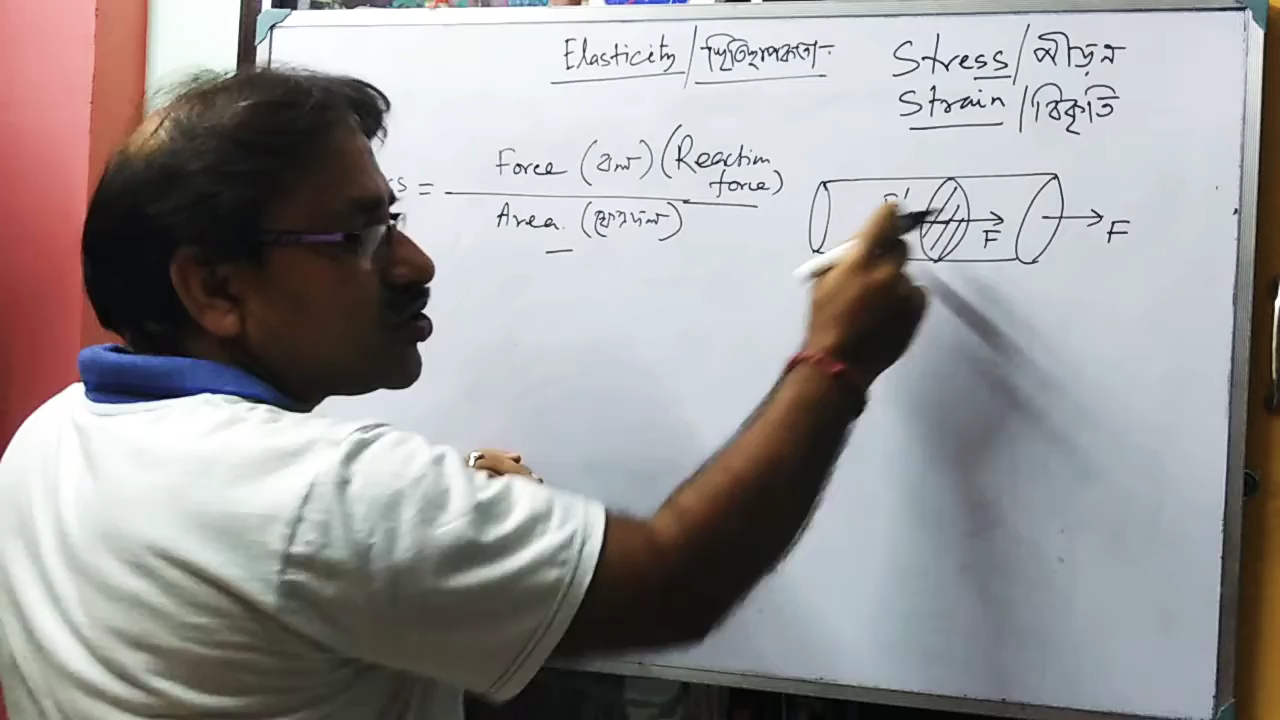 Elasticity / স্থিতিস্থাপকতা
Stress / পীড়ন
Strain / বিকৃতি
= Force (বল) (Reaction force)
Area (ক্ষেত্রফল)
F'
F
F